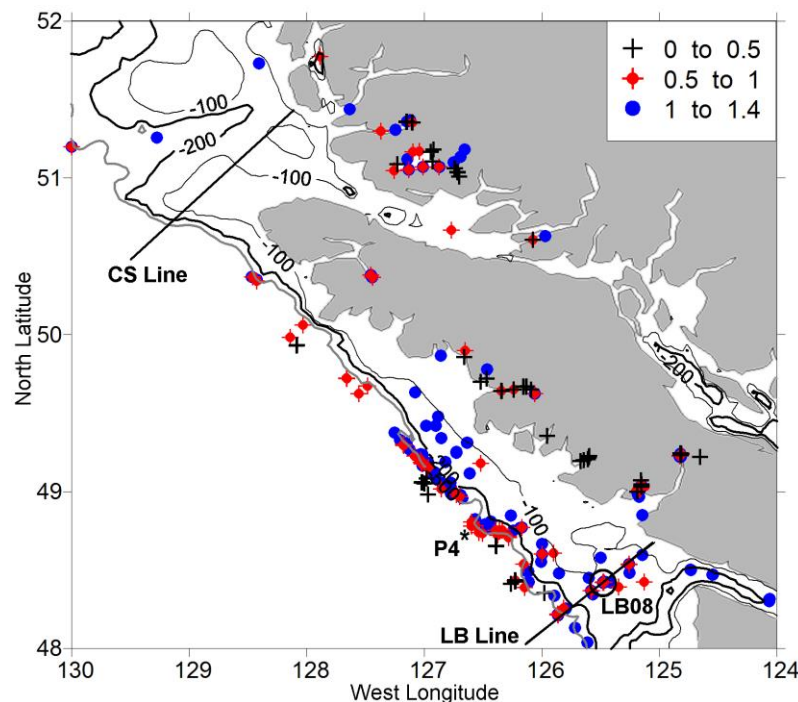 52
51
50
49
48
North Latitude
130
129
128
127
126
125
124
West Longitude
0 to 0.5
0.5 to 1
1 to 1.4
-100
-200
-100
CS Line
-100
-200
-200
-100
P4*
LB08
LB Line